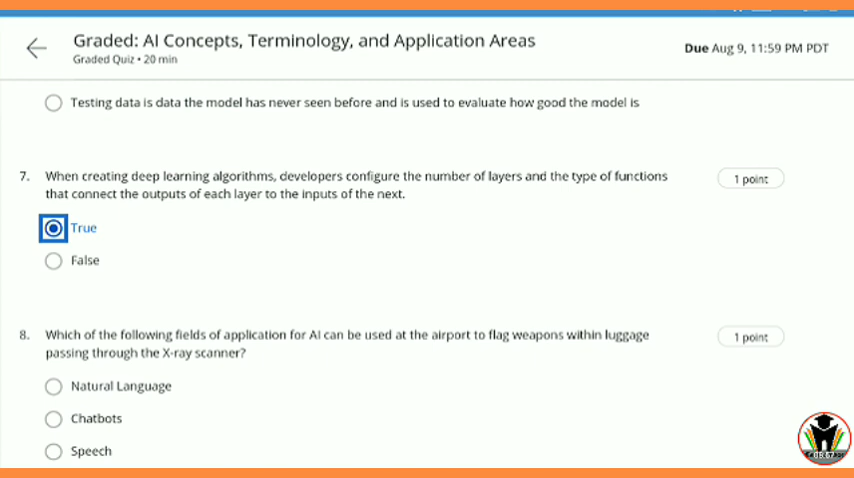 Graded: AI Concepts, Terminology, and Application Areas
Graded Quiz • 20 min
Due Aug 9, 11:59 PM PDT
Testing data is data the model has never seen before and is used to evaluate how good the model is
7. When creating deep learning algorithms, developers configure the number of layers and the type of functions
that connect the outputs of each layer to the inputs of the next.
1 point
True
False
8. Which of the following fields of application for AI can be used at the airport to flag weapons within luggage
passing through the X-ray scanner?
1 point
Natural Language
Chatbots
Speech